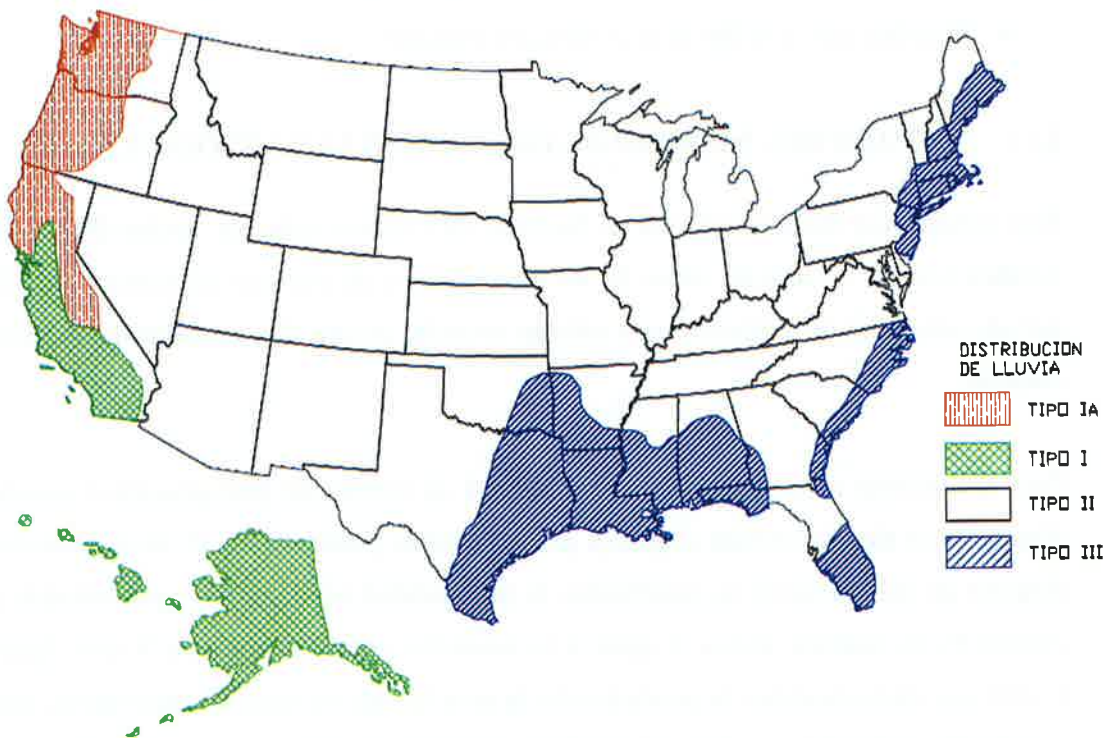 DISTRIBUCION
DE LLUVIA
TIPO IA
TIPO I
TIPO II
TIPO III